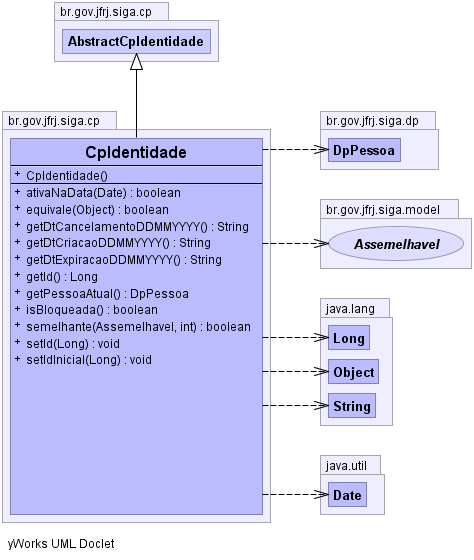 br.gov.jfrj.siga.cp
AbstractCpIdentidade
br.gov.jfrj.siga.cp
CpIdentidade
+ CpIdentidade()
+ ativaNaData(Date) : boolean
+ equivale(Object) : boolean
+ getDtCancelamentoDDMMYYYY() : String
+ getDtCriacaoDDMMYYYY() : String
+ getDtExpiracaoDDMMYYYY() : String
+ getId() : Long
+ getPessoaAtual() : DpPessoa
+ isBloqueada() : boolean
+ semelhante(Assemelhavel, int) : boolean
+ setId(Long) : void
+ setIdInicial(Long) : void
br.gov.jfrj.siga.dp
DpPessoa
br.gov.jfrj.siga.model
Assemelhavel
java.lang
Long
Object
String
java.util
Date
yWorks UML Doclet